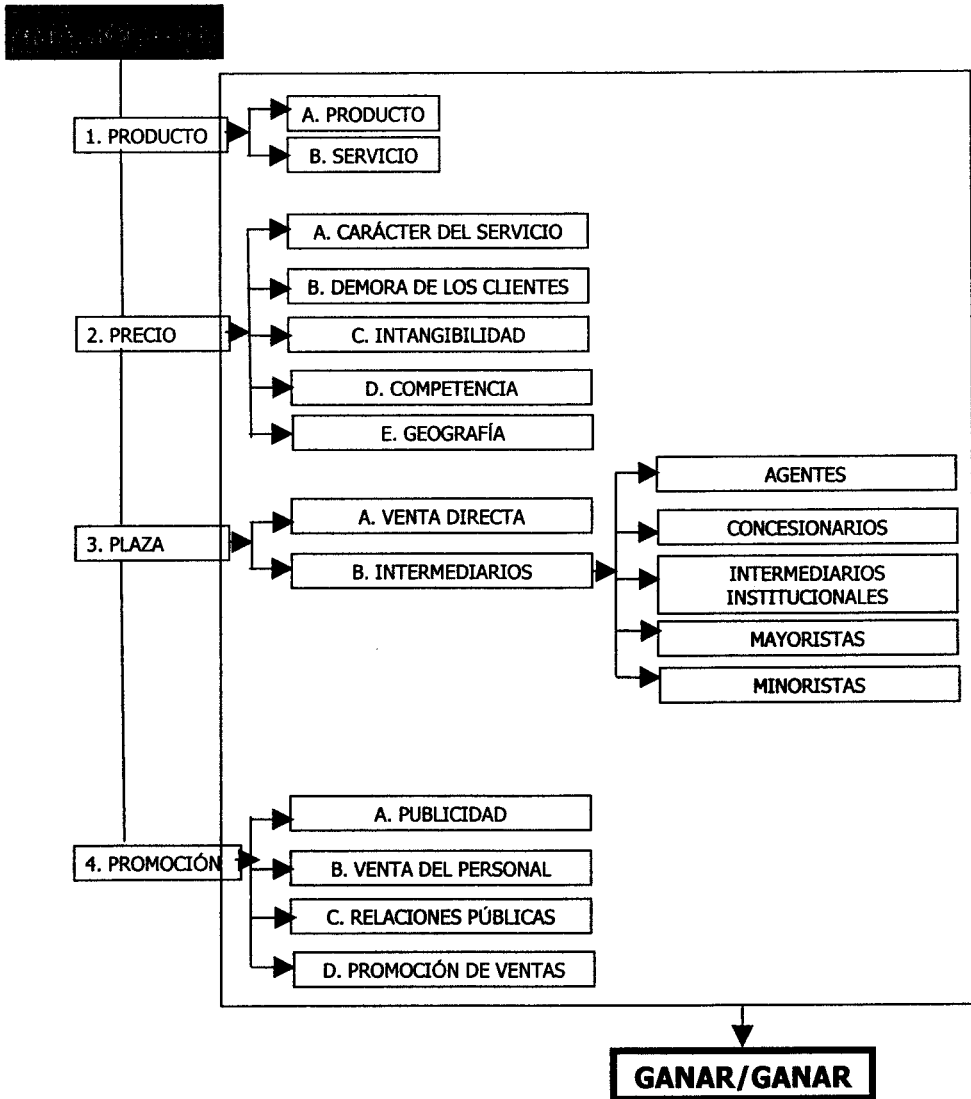 1. PRODUCTO
A. PRODUCTO
B. SERVICIO
2. PRECIO
A. CARÁCTER DEL SERVICIO
B. DEMORA DE LOS CLIENTES
C. INTANGIBILIDAD
D. COMPETENCIA
E. GEOGRAFÍA
3. PLAZA
A. VENTA DIRECTA
B. INTERMEDIARIOS
AGENTES
CONCESIONARIOS
INTERMEDIARIOS
INSTITUCIONALES
MAYORISTAS
MINORISTAS
4. PROMOCIÓN
A. PUBLICIDAD
B. VENTA DEL PERSONAL
C. RELACIONES PÚBLICAS
D. PROMOCIÓN DE VENTAS
GANAR/GANAR